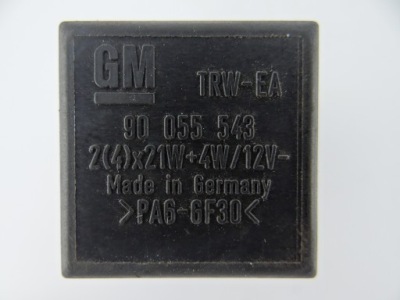 GM TRW-EA
90 055 543
2(4)x21W+4W/12V-
Made in Germany
>PA6-GF30<